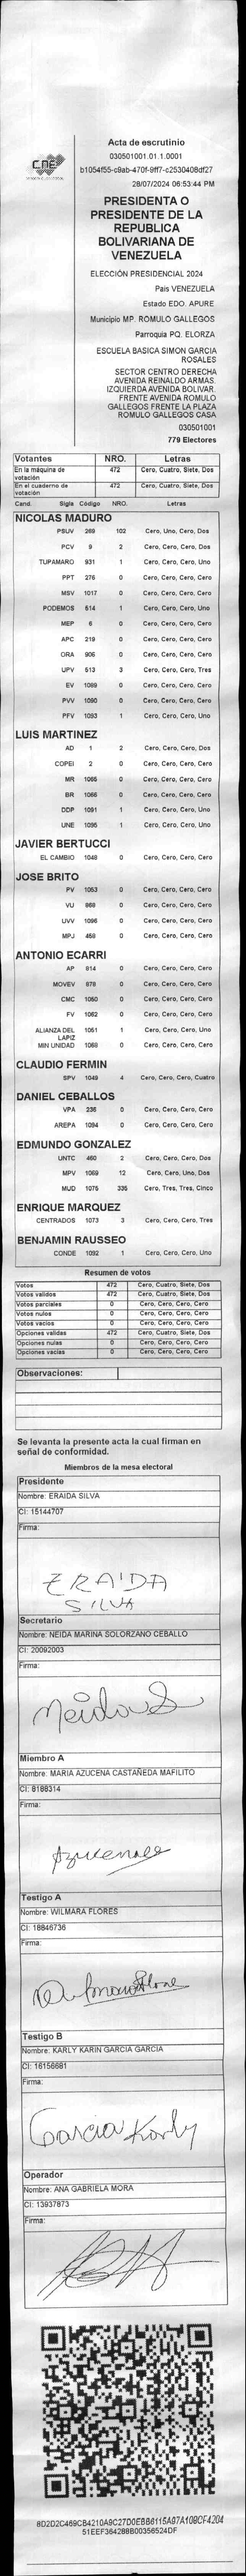 CNE
Acta de escrutinio
030501001.01.1.0001
b1054f55-c9ab-470f-9ff7-c2530408df27
28/07/2024 06:53:44 PM
PRESIDENTA O
PRESIDENTE DE LA
REPUBLICA
BOLIVARIANA DE
VENEZUELA
ELECCIÓN PRESIDENCIAL 2024
Pais VENEZUELA
Estado EDO. APURE
Municipio MP. ROMULO GALLEGOS
Parroquia PQ. ELORZA
ESCUELA BASICA SIMON GARCIA
ROSALES
SECTOR CENTRO DERECHA
AVENIDA REINALDO ARMAS.
IZQUIERDA AVENIDA BOLIVAR.
FRENTE AVENIDA ROMULO
GALLEGOS FRENTE LA PLAZA
ROMULO GALLEGOS CASA
030501001
779 Electores
Votantes NRO. Letras
En la máquina de votación 472 Cero, Cuatro, Siete, Dos
En el cuaderno de votación 472 Cero, Cuatro, Siete, Dos
Cand. Sigla Código NRO. Letras
NICOLAS MADURO
PSUV 269 102 Cero, Uno, Cero, Dos
PCV 9 2 Cero, Cero, Cero, Dos
TUPAMARO 931 1 Cero, Cero, Cero, Uno
PPT 276 0 Cero, Cero, Cero, Cero
MSV 1017 0 Cero, Cero, Cero, Cero
PODEMOS 514 1 Cero, Cero, Cero, Uno
MEP 6 0 Cero, Cero, Cero, Cero
APC 219 0 Cero, Cero, Cero, Cero
ORA 906 0 Cero, Cero, Cero, Cero
UPV 513 3 Cero, Cero, Cero, Tres
EV 1089 0 Cero, Cero, Cero, Cero
PVV 1090 0 Cero, Cero, Cero, Cero
PFV 1093 1 Cero, Cero, Cero, Uno
LUIS MARTINEZ
AD 1 2 Cero, Cero, Cero, Dos
COPEI 2 0 Cero, Cero, Cero, Cero
MR 1065 0 Cero, Cero, Cero, Cero
BR 1066 0 Cero, Cero, Cero, Cero
DDP 1091 1 Cero, Cero, Cero, Uno
UNE 1095 1 Cero, Cero, Cero, Uno
JAVIER BERTUCCI
EL CAMBIO 1048 0 Cero, Cero, Cero, Cero
JOSE BRITO
PV 1053 0 Cero, Cero, Cero, Cero
VU 968 0 Cero, Cero, Cero, Cero
UVV 1096 0 Cero, Cero, Cero, Cero
MPJ 458 0 Cero, Cero, Cero, Cero
ANTONIO ECARRI
AP 914 0 Cero, Cero, Cero, Cero
MOVEV 978 0 Cero, Cero, Cero, Cero
CMC 1050 0 Cero, Cero, Cero, Cero
FV 1062 0 Cero, Cero, Cero, Cero
ALIANZA DEL LAPIZ 1051 1 Cero, Cero, Cero, Uno
MIN UNIDAD 1068 0 Cero, Cero, Cero, Cero
CLAUDIO FERMIN
SPV 1049 4 Cero, Cero, Cero, Cuatro
DANIEL CEBALLOS
VPA 236 0 Cero, Cero, Cero, Cero
AREPA 1094 0 Cero, Cero, Cero, Cero
EDMUNDO GONZALEZ
UNTC 460 2 Cero, Cero, Cero, Dos
MPV 1069 12 Cero, Cero, Uno, Dos
MUD 1075 335 Cero, Tres, Tres, Cinco
ENRIQUE MARQUEZ
CENTRADOS 1073 3 Cero, Cero, Cero, Tres
BENJAMIN RAUSSEO
CONDE 1092 1 Cero, Cero, Cero, Uno
Resumen de votos
Votos 472 Cero, Cuatro, Siete, Dos
Votos validos 472 Cero, Cuatro, Siete, Dos
Votos parciales 0 Cero, Cero, Cero, Cero
Votos nulos 0 Cero, Cero, Cero, Cero
Votos vacios 0 Cero, Cero, Cero, Cero
Opciones validas 472 Cero, Cuatro, Siete, Dos
Opciones nulas 0 Cero, Cero, Cero, Cero
Opciones vacias 0 Cero, Cero, Cero, Cero
Observaciones:
Se levanta la presente acta la cual firman en
señal de conformidad.
Miembros de la mesa electoral
Presidente
Nombre: ERAIDA SILVA
CI: 15144707
Firma:
ERAIDA
SILVA
Secretario
Nombre: NEIDA MARINA SOLORZANO CEBALLO
CI: 20092003
Firma:
Miembro A
Nombre: MARIA AZUCENA CASTAÑEDA MAFILITO
CI: 8188314
Firma:
Testigo A
Nombre: WILMARA FLORES
CI: 18846736
Firma:
Testigo B
Nombre: KARLY KARIN GARCIA GARCIA
CI: 16156681
Firma:
Garcia Karly
Operador
Nombre: ANA GABRIELA MORA
CI: 13937873
Firma:
8D2D2C469CB4210A9C27D0EBB6115A97A10BCF4204
51EEF364288B00356524DF